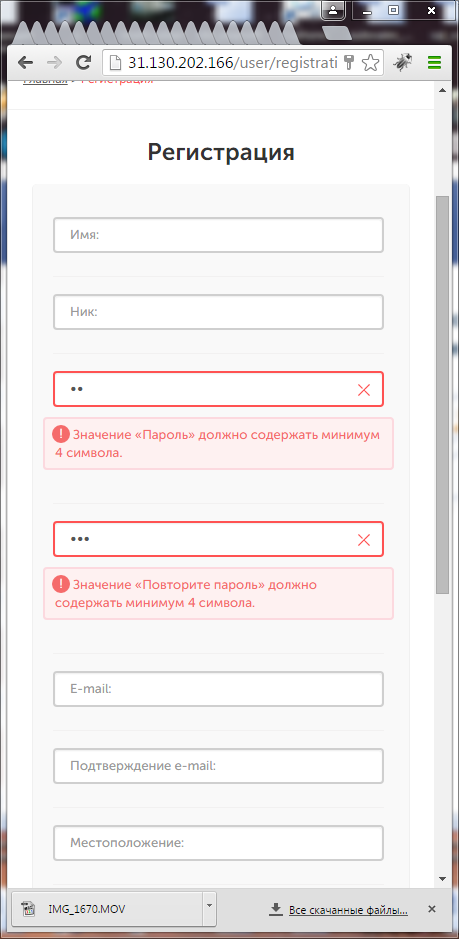 31.130.202.166/user/registrati
Главная > Регистрация
Регистрация
Имя:
Ник:
••
! Значение «Пароль» должно содержать минимум
4 символа.
•••
! Значение «Повторите пароль» должно
содержать минимум 4 символа.
E-mail:
Подтверждение e-mail:
Местоположение:
IMG_1670.MOV
Все скачанные файлы...